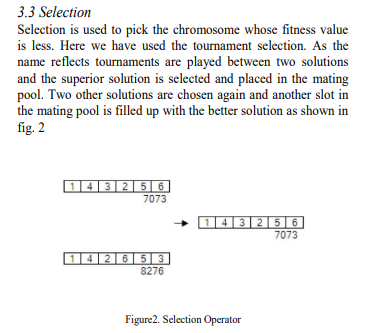 3.3 Selection
Selection is used to pick the chromosome whose fitness value
is less. Here we have used the tournament selection. As the
name reflects tournaments are played between two solutions
and the superior solution is selected and placed in the mating
pool. Two other solutions are chosen again and another slot in
the mating pool is filled up with the better solution as shown in
fig. 2
1 4 3 2 5 6
7073
1 4 3 2 5 6
7073
1 4 2 6 5 3
8276
Figure2. Selection Operator